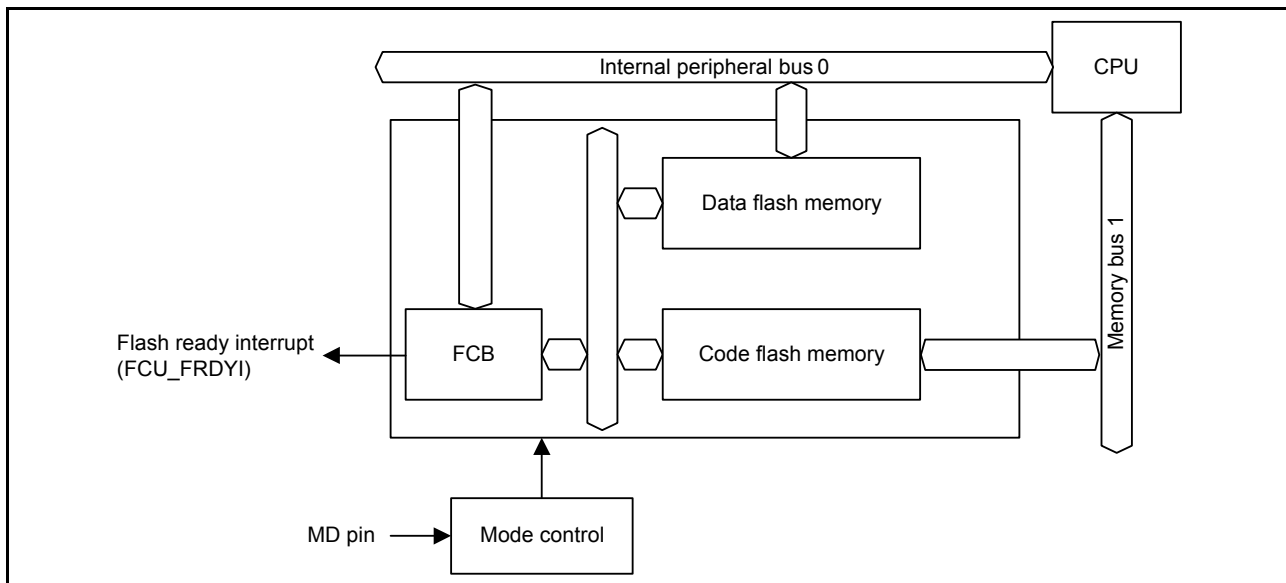 Internal peripheral bus 0
CPU
Data flash memory
Memory bus 1
Flash ready interrupt
(FCU_FRDYI)
FCB
Code flash memory
MD pin
Mode control